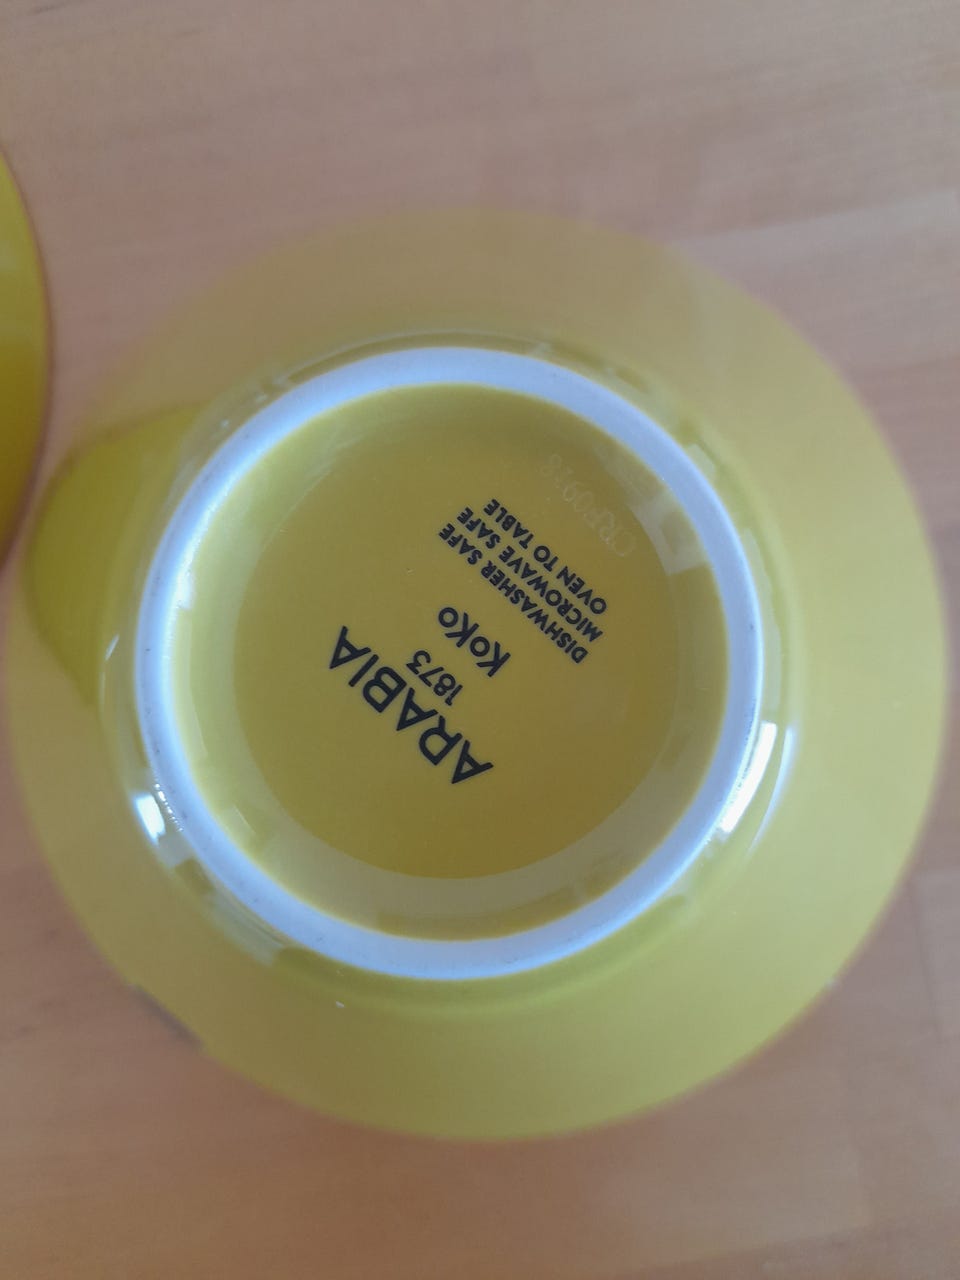 ARABIA
1873
KoKo
DISHWASHER SAFE
MICROWAVE SAFE
OVEN TO TABLE